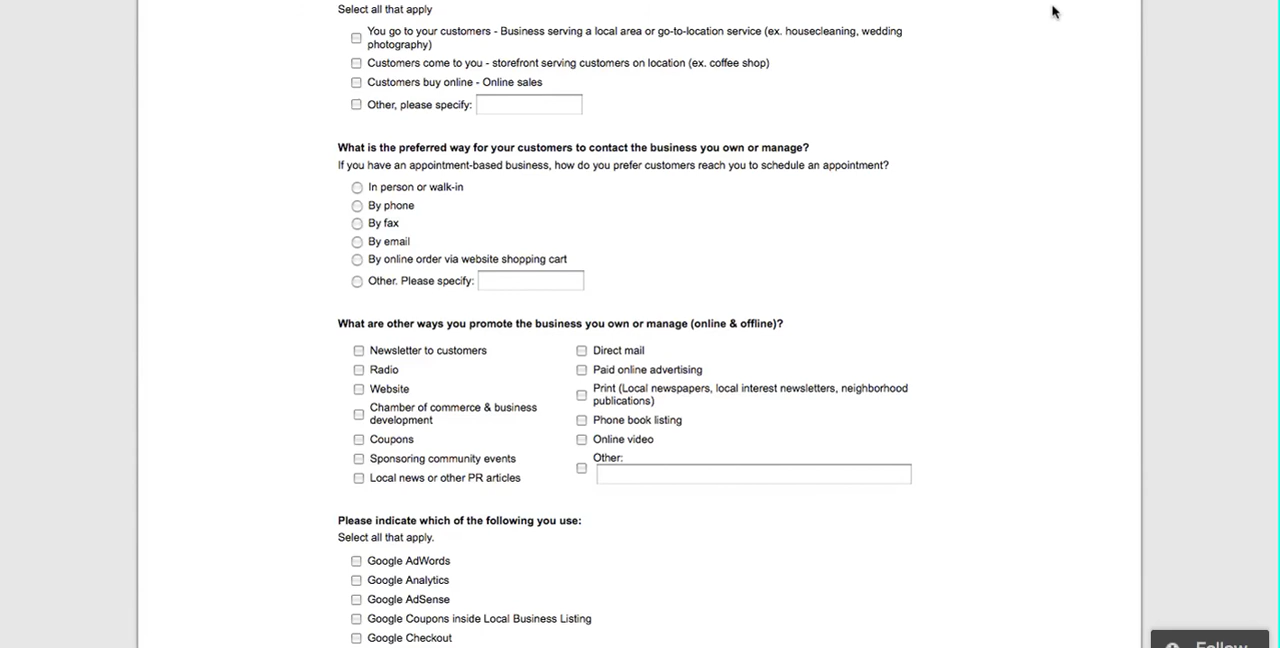 Select all that apply
You go to your customers - Business serving a local area or go-to-location service (ex. housecleaning, wedding
photography)
Customers come to you - storefront serving customers on location (ex. coffee shop)
Customers buy online - Online sales
Other, please specify:
What is the preferred way for your customers to contact the business you own or manage?
If you have an appointment-based business, how do you prefer customers reach you to schedule an appointment?
In person or walk-in
By phone
By fax
By email
By online order via website shopping cart
Other. Please specify:
What are other ways you promote the business you own or manage (online & offline)?
Newsletter to customers
Radio
Website
Chamber of commerce & business
development
Coupons
Sponsoring community events
Local news or other PR articles
Direct mail
Paid online advertising
Print (Local newspapers, local interest newsletters, neighborhood
publications)
Phone book listing
Online video
Other:
Please indicate which of the following you use:
Select all that apply.
Google AdWords
Google Analytics
Google AdSense
Google Coupons inside Local Business Listing
Google Checkout
Follow